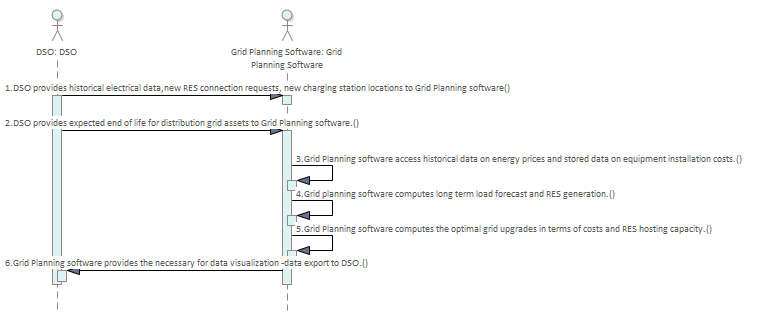 DSO: DSO
Grid Planning Software: Grid
Planning Software
1.DSO provides historical electrical data,new RES connection requests, new charging station locations to Grid Planning software()
2.DSO provides expected end of life for distribution grid assets to Grid Planning software.()
3.Grid Planning software access historical data on energy prices and stored data on equipment installation costs.()
4.Grid planning software computes long term load forecast and RES generation.()
5.Grid Planning software computes the optimal grid upgrades in terms of costs and RES hosting capacity.()
6.Grid Planning software provides the necessary for data visualization -data export to DSO.()